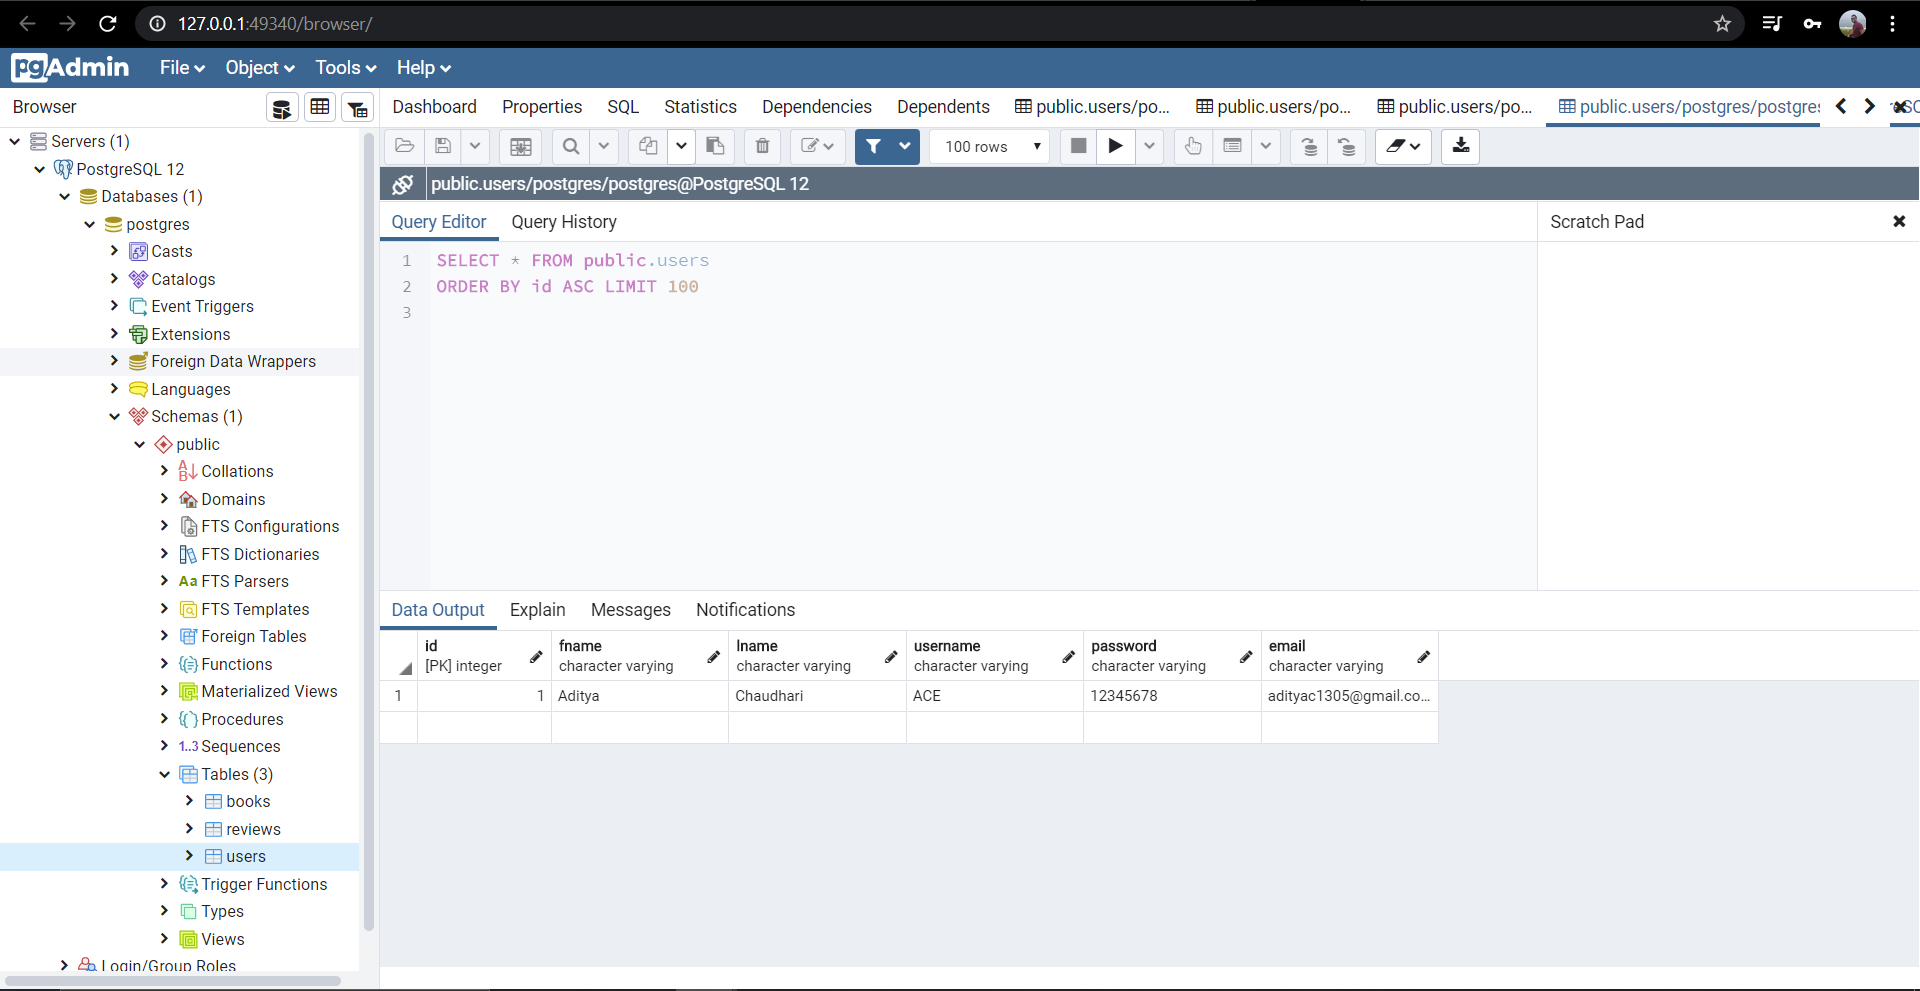 127.0.0.1:49340/browser/
pgAdmin File Object Tools Help
Browser
Dashboard Properties SQL Statistics Dependencies Dependents public.users/po... public.users/po... public.users/po... public.users/postgres/postgres
100 rows
public.users/postgres/postgres@PostgreSQL 12
Query Editor Query History
Scratch Pad
1 SELECT * FROM public.users
2 ORDER BY id ASC LIMIT 100
3
Servers (1)
PostgreSQL 12
Databases (1)
postgres
Casts
Catalogs
Event Triggers
Extensions
Foreign Data Wrappers
Languages
Schemas (1)
public
Collations
Domains
FTS Configurations
FTS Dictionaries
Aa FTS Parsers
FTS Templates
Foreign Tables
Functions
Materialized Views
Procedures
1..3 Sequences
Tables (3)
books
reviews
users
Trigger Functions
Types
Views
Login/Group Roles
Data Output Explain Messages Notifications
id fname lname username password email
[PK] integer character varying character varying character varying character varying character varying
1 1 Aditya Chaudhari ACE 12345678 adityac1305@gmail.co...